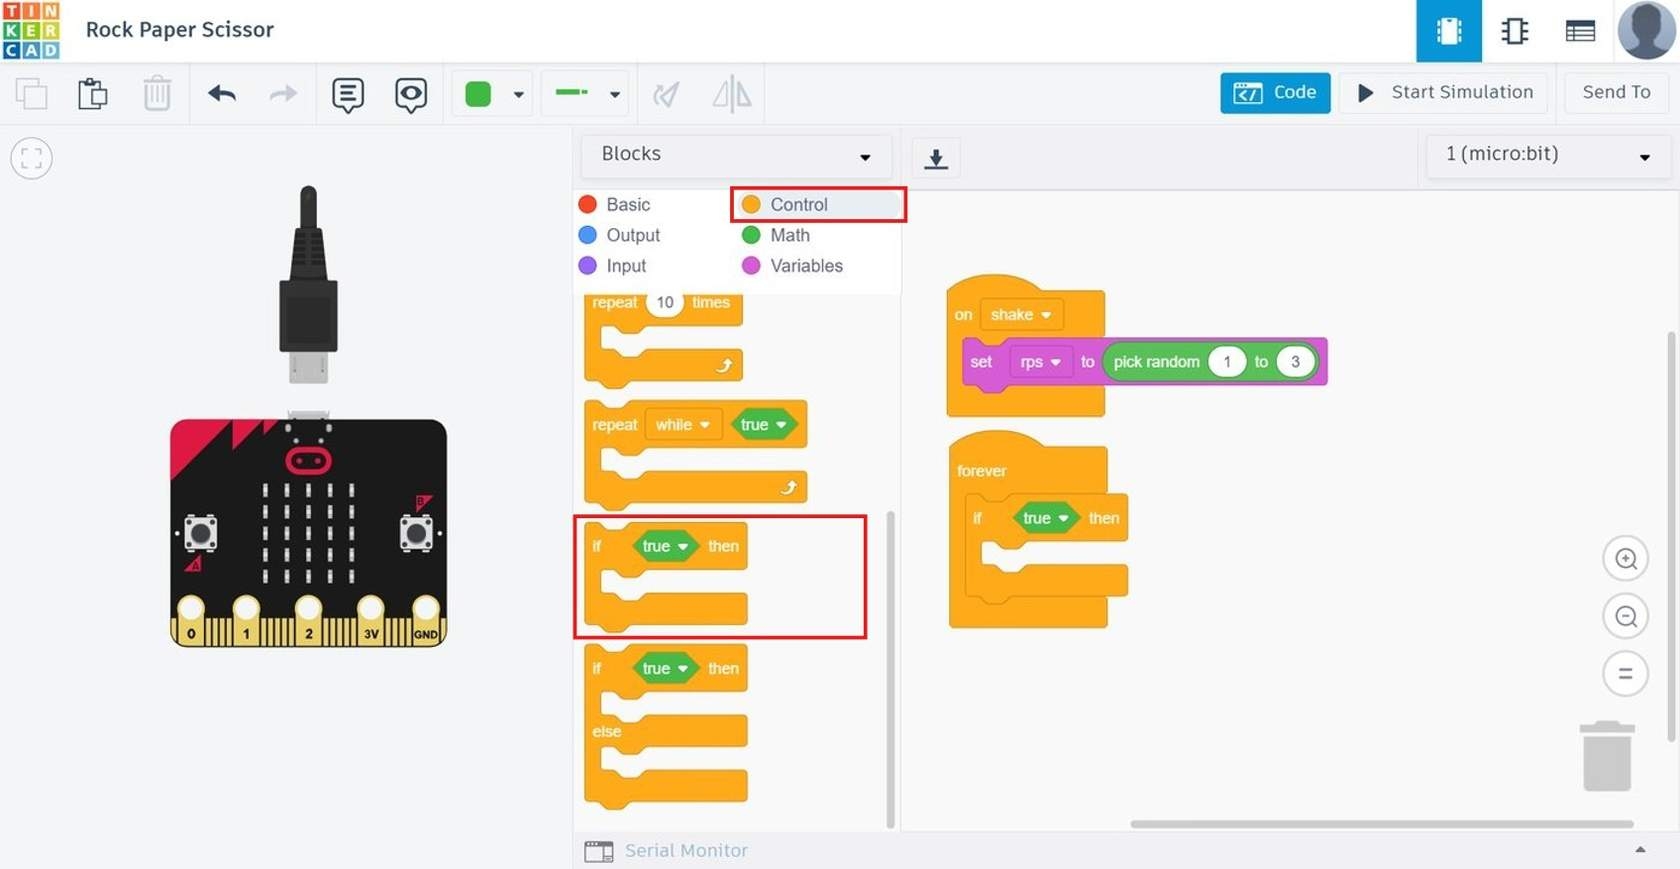 TIN
KER
CAD
Rock Paper Scissor
Code
Start Simulation
Send To
Blocks
1 (micro:bit)
Basic
Control
Output
Math
Input
Variables
repeat 10 times
repeat while true
if true then
if true then
else
on shake
set rps to pick random 1 to 3
forever
if true then
B
A
0 1 2 3V GND
Serial Monitor